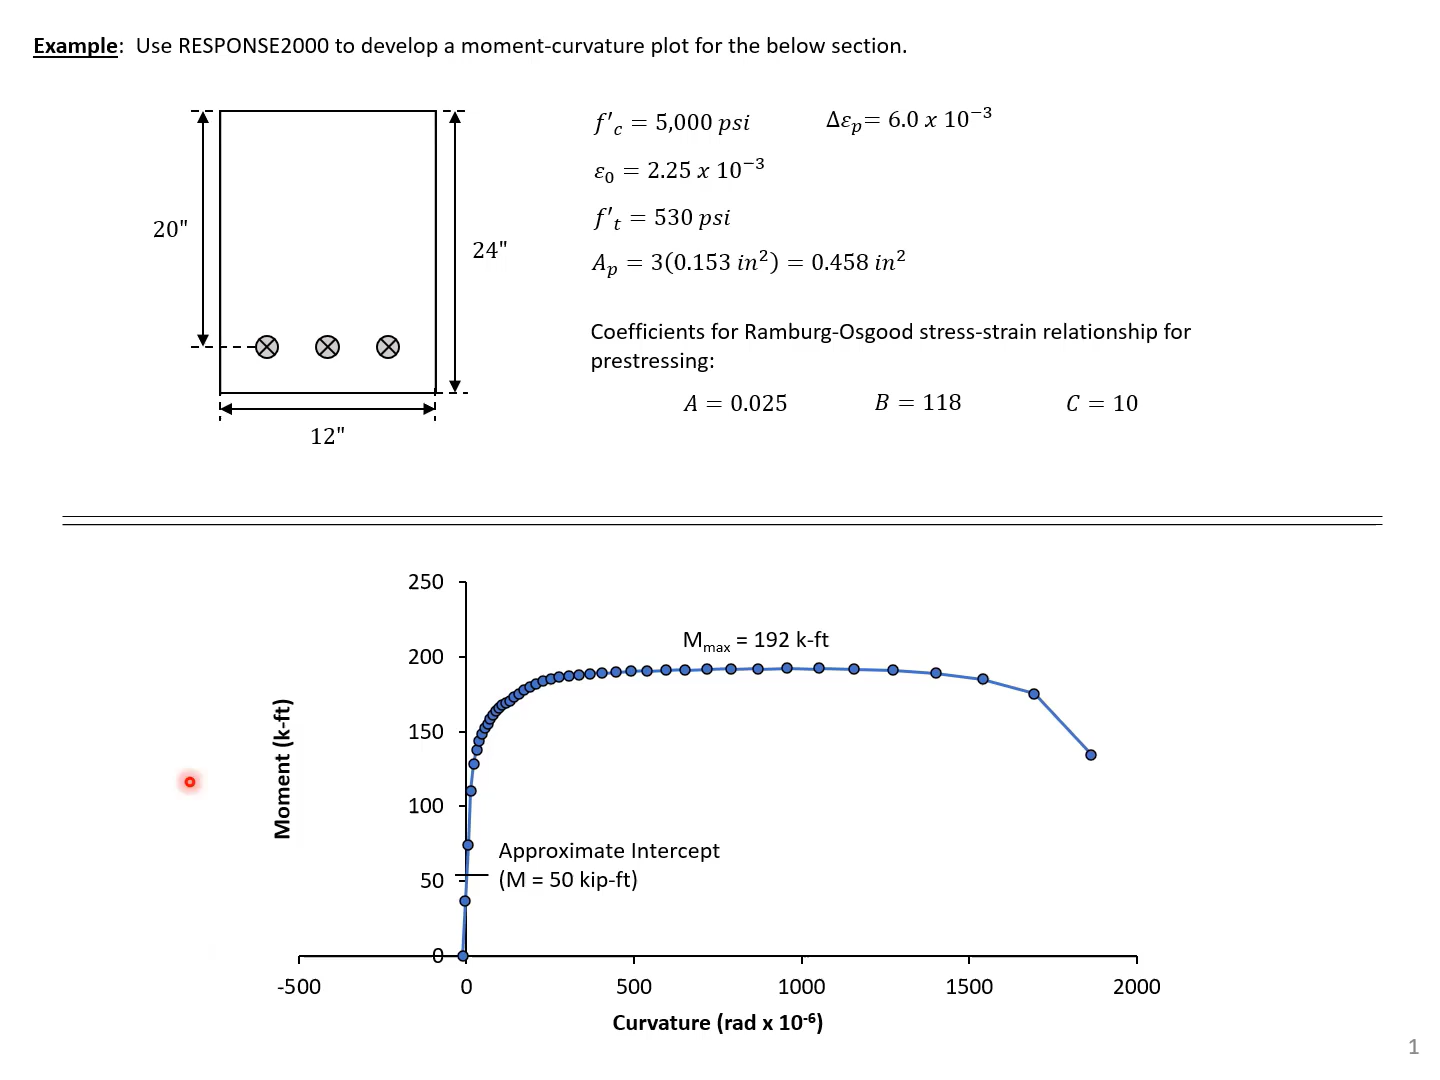 Example: Use RESPONSE2000 to develop a moment-curvature plot for the below section.
f'c = 5,000 psi
Δεp= 6.0 x 10⁻³
ε0 = 2.25 x 10⁻³
20"
f't = 530 psi
24"
Ap = 3(0.153 in²) = 0.458 in²
Coefficients for Ramburg-Osgood stress-strain relationship for
prestressing:
A = 0.025
B = 118
C = 10
12"
250
Mmax = 192 k-ft
200
150
Moment (k-ft)
100
Approximate Intercept
50
(M = 50 kip-ft)
0
-500
0
500
1000
1500
2000
Curvature (rad x 10⁻⁶)
1